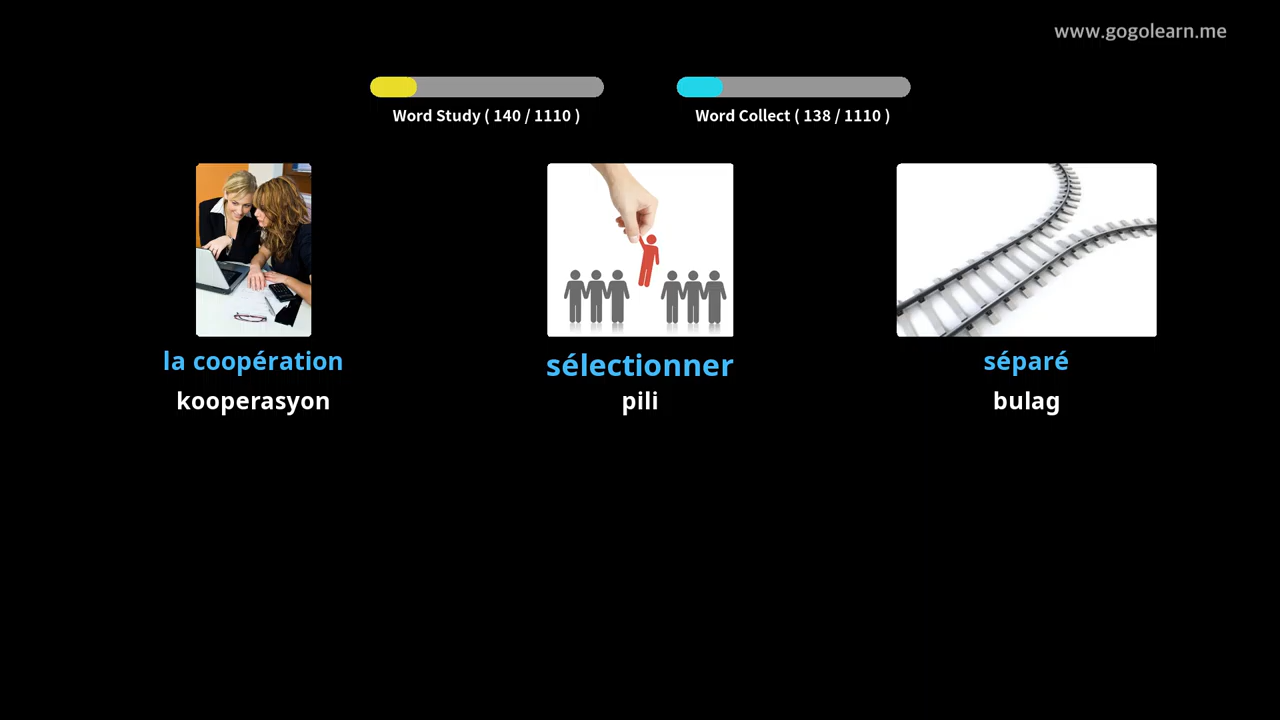 www.gogolearn.me
Word Study ( 140 / 1110 )
Word Collect ( 138 / 1110 )
la coopération
kooperasyon
sélectionner
pili
séparé
bulag